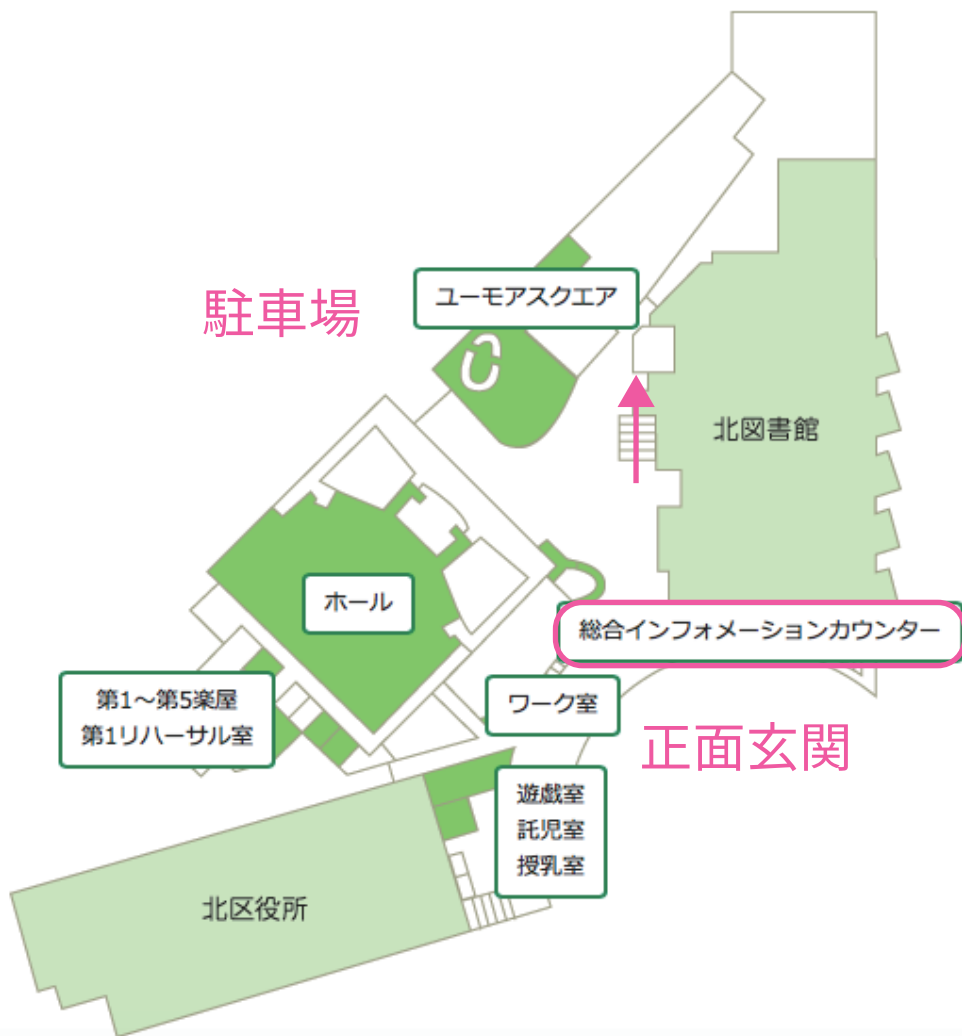 ユーモアスクエア
駐車場
北図書館
ホール
総合インフォメーションカウンター
第1～第5楽屋
第1リハーサル室
ワーク室
正面玄関
遊戯室
託児室
授乳室
北区役所